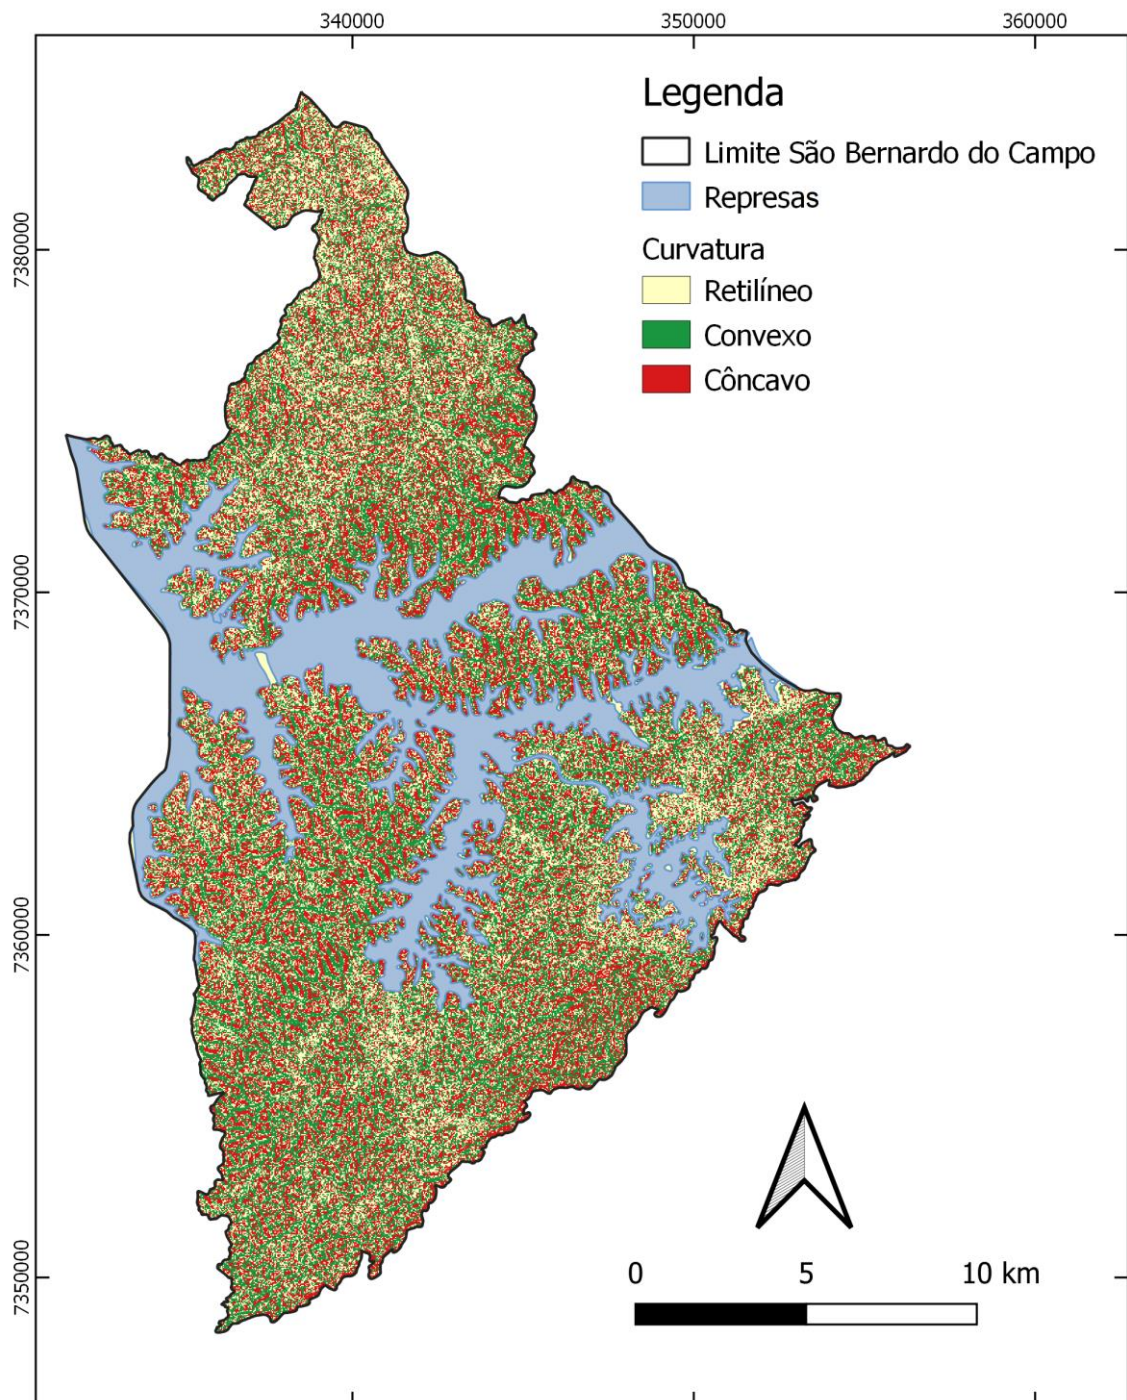 340000
350000
360000
Legenda
Limite São Bernardo do Campo
Represas
Curvatura
Retilíneo
Convexo
Côncavo
7380000
7370000
7360000
7350000
0 5 10 km